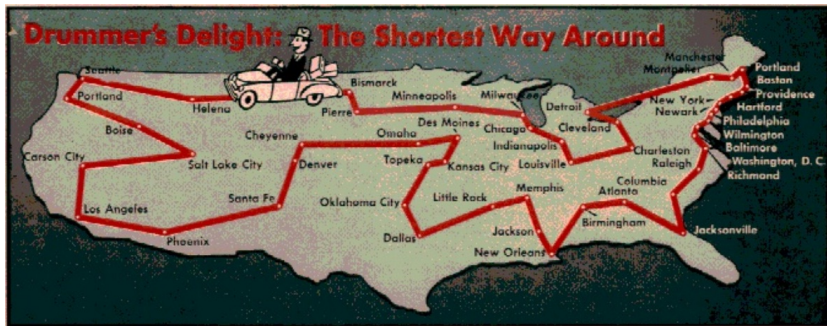 Drummer's Delight: The Shortest Way Around
Seattle
Portland
Helena
Boise
Carson City
Salt Lake City
Los Angeles
Phoenix
Santa Fe
Denver
Cheyenne
Bismarck
Pierre
Minneapolis
Omaha
Des Moines
Topeka
Kansas City
Oklahoma City
Dallas
Little Rock
Memphis
Jackson
New Orleans
Birmingham
Atlanta
Jacksonville
Columbia
Raleigh
Charleston
Milwaukee
Chicago
Indianapolis
Louisville
Cleveland
Detroit
Manchester
Montpelier
Portland
Boston
Providence
New York
Hartford
Newark
Philadelphia
Wilmington
Baltimore
Washington, D. C.
Richmond